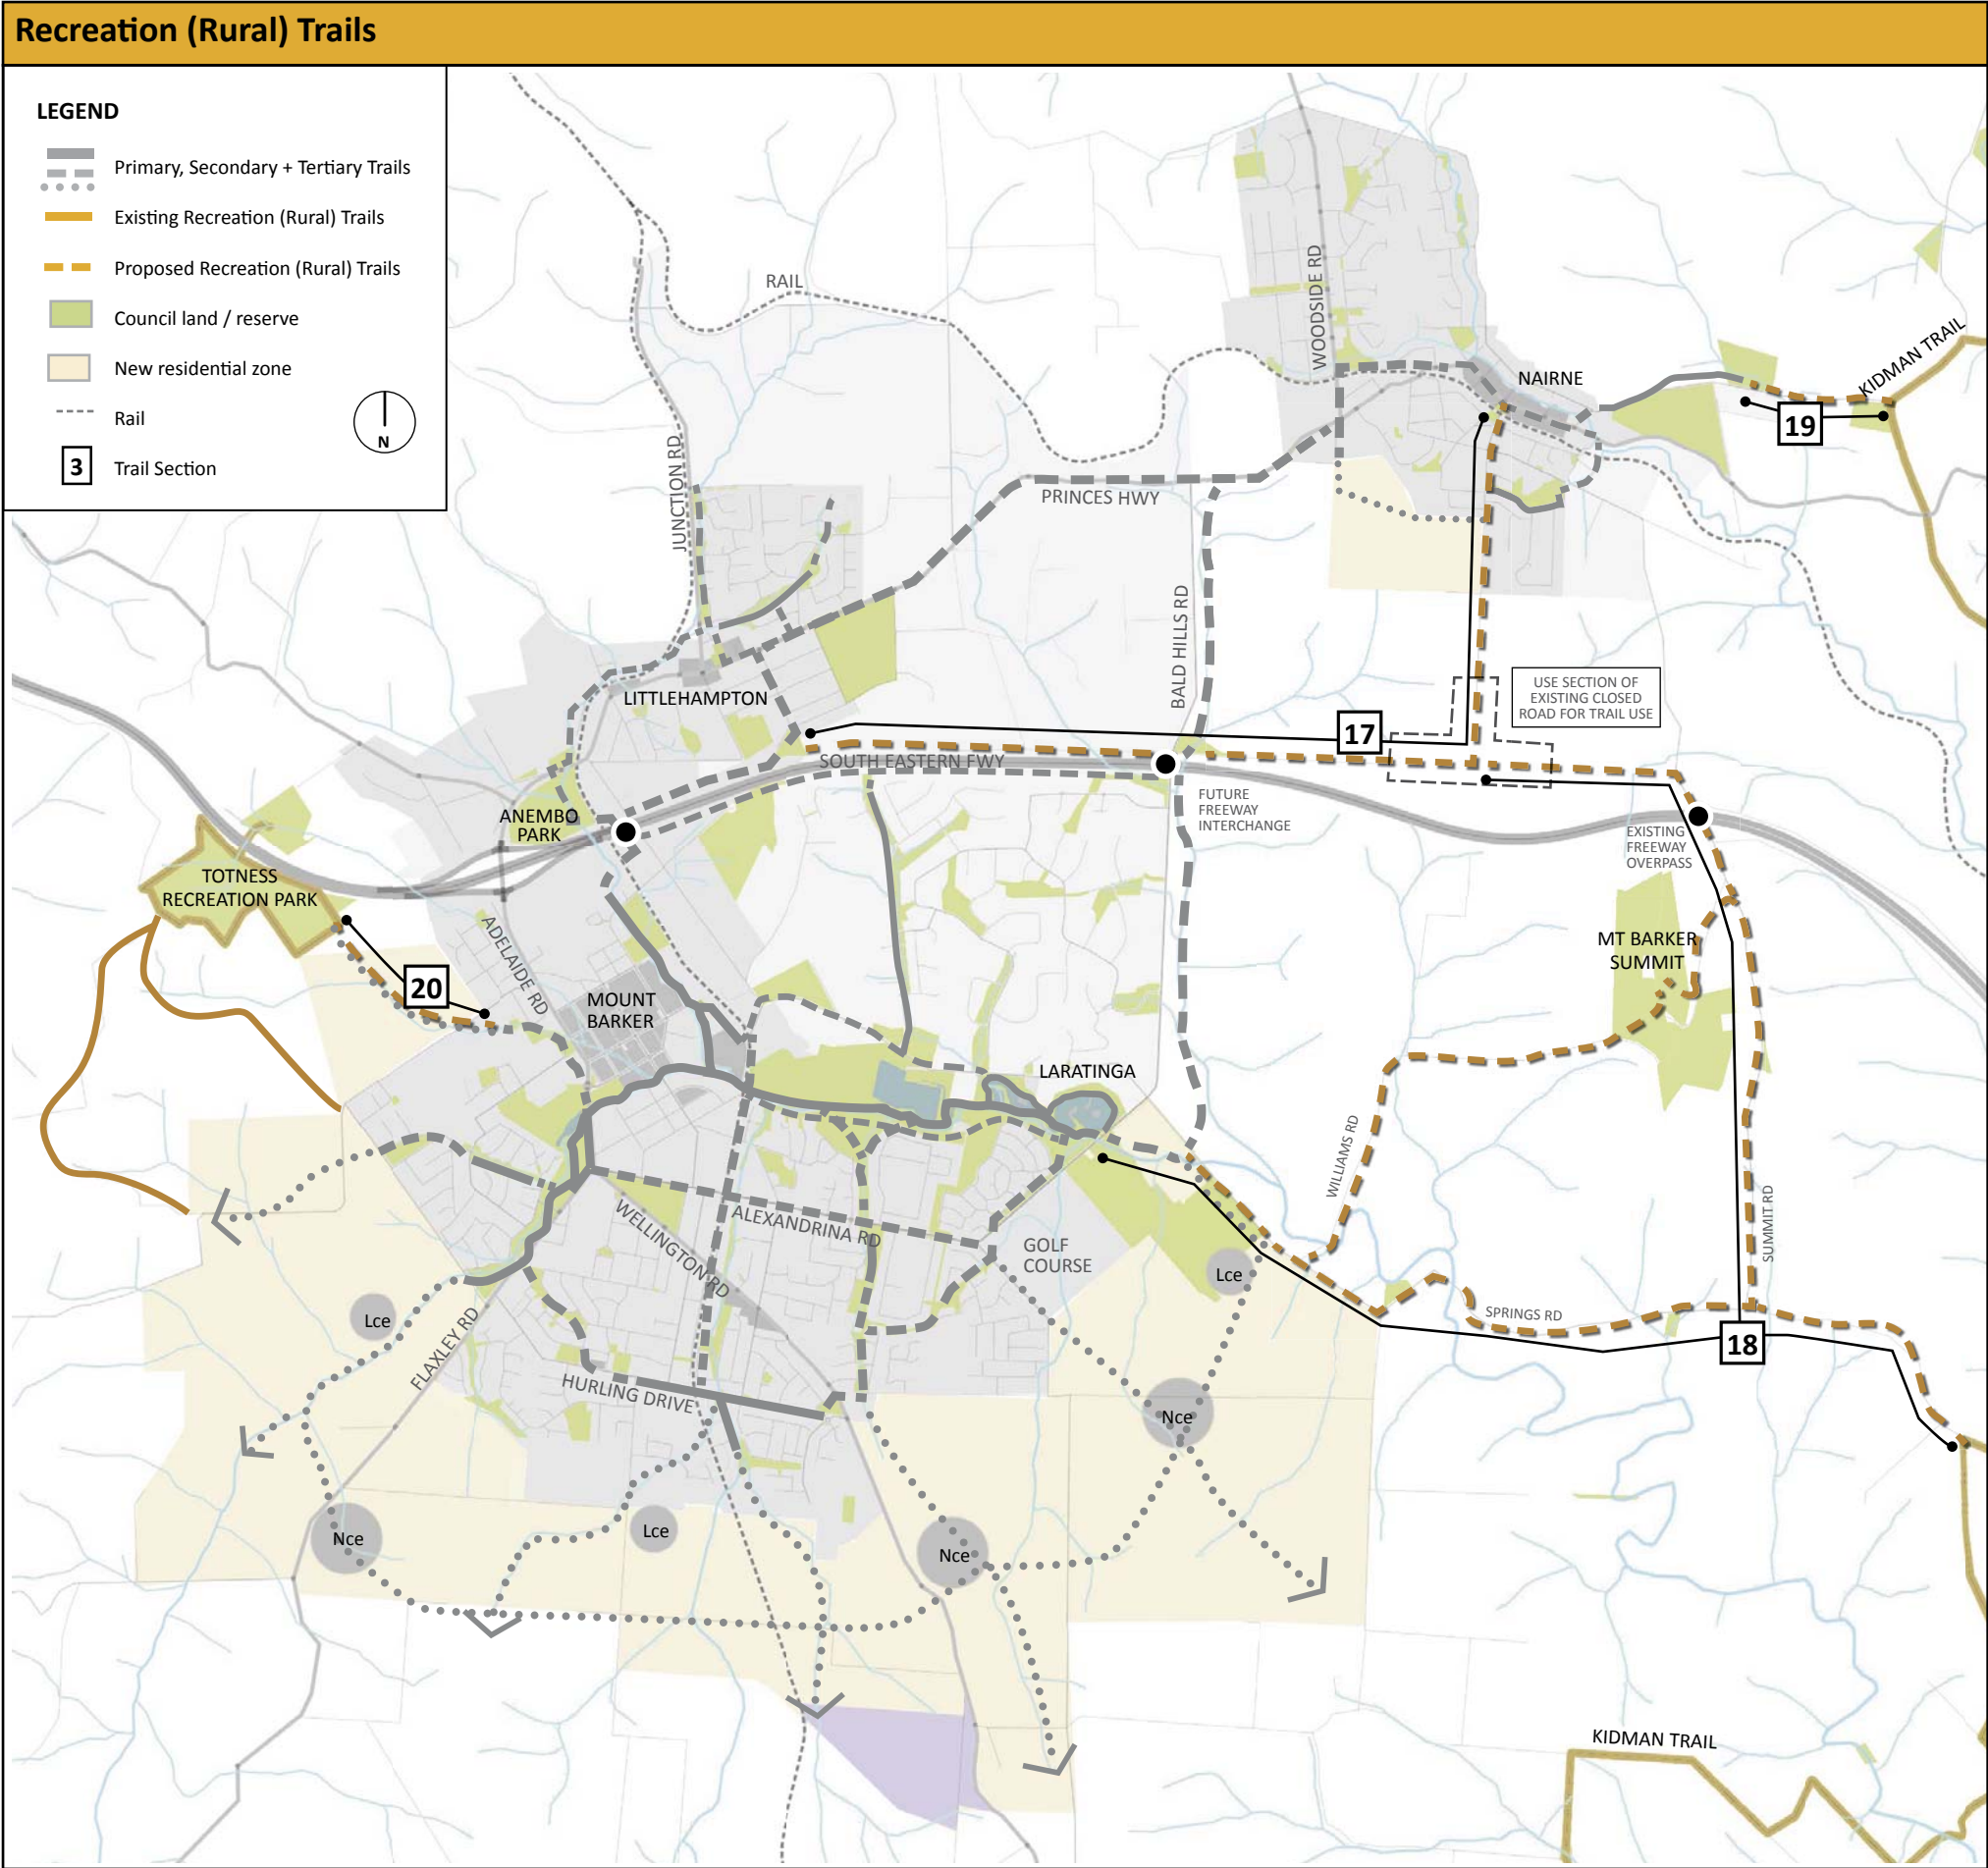 Recreation (Rural) Trails
LEGEND
Primary, Secondary + Tertiary Trails
Existing Recreation (Rural) Trails
Proposed Recreation (Rural) Trails
Council land / reserve
New residential zone
Rail
N
3
Trail Section
RAIL
WOODSIDE RD
NAIRNE
KIDMAN TRAIL
19
JUNCTION RD
PRINCES HWY
BALD HILLS RD
LITTLEHAMPTON
USE SECTION OF
EXISTING CLOSED
ROAD FOR TRAIL USE
17
SOUTH EASTERN FWY
FUTURE
FREEWAY
INTERCHANGE
ANEMBO
PARK
EXISTING
FREEWAY
OVERPASS
TOTNESS
RECREATION PARK
ADELAIDE RD
MT BARKER
SUMMIT
20
MOUNT
BARKER
LARATINGA
WILLIAMS RD
SUMMIT RD
WELLINGTON RD
ALEXANDRINA RD
GOLF
COURSE
Lce
Lce
SPRINGS RD
18
FLAXLEY RD
HURLING DRIVE
Nce
Nce
Lce
Nce
KIDMAN TRAIL